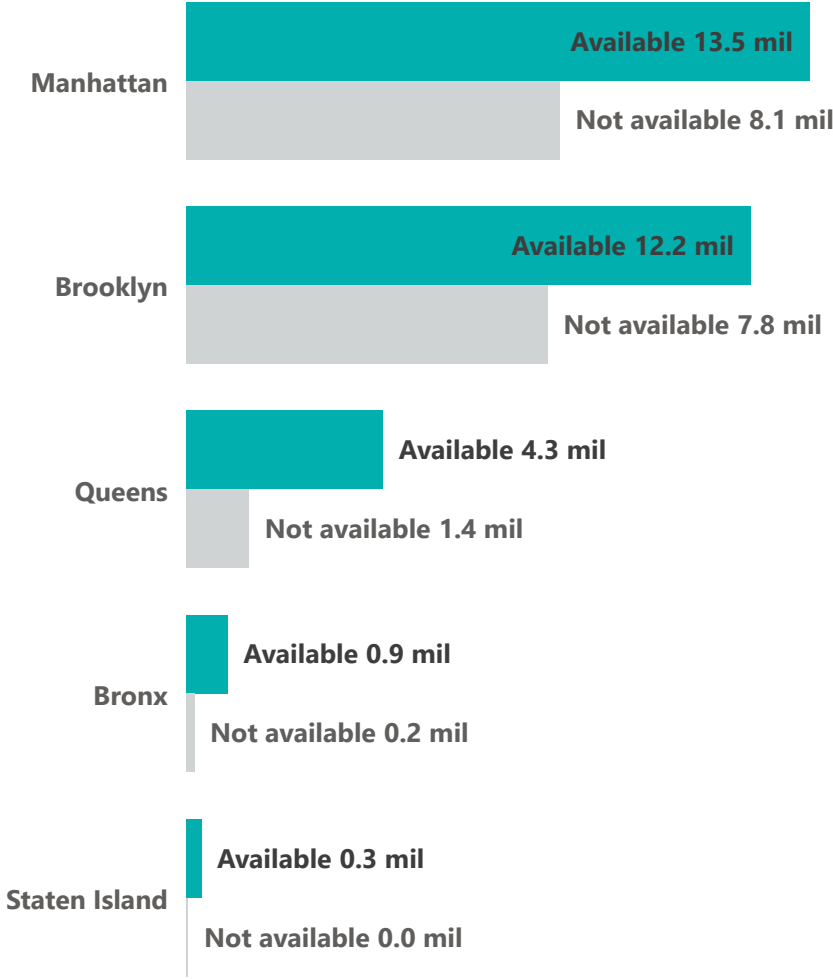 Available 13.5 mil
Manhattan
Not available 8.1 mil
Available 12.2 mil
Brooklyn
Not available 7.8 mil
Available 4.3 mil
Queens
Not available 1.4 mil
Available 0.9 mil
Bronx
Not available 0.2 mil
Available 0.3 mil
Staten Island
Not available 0.0 mil